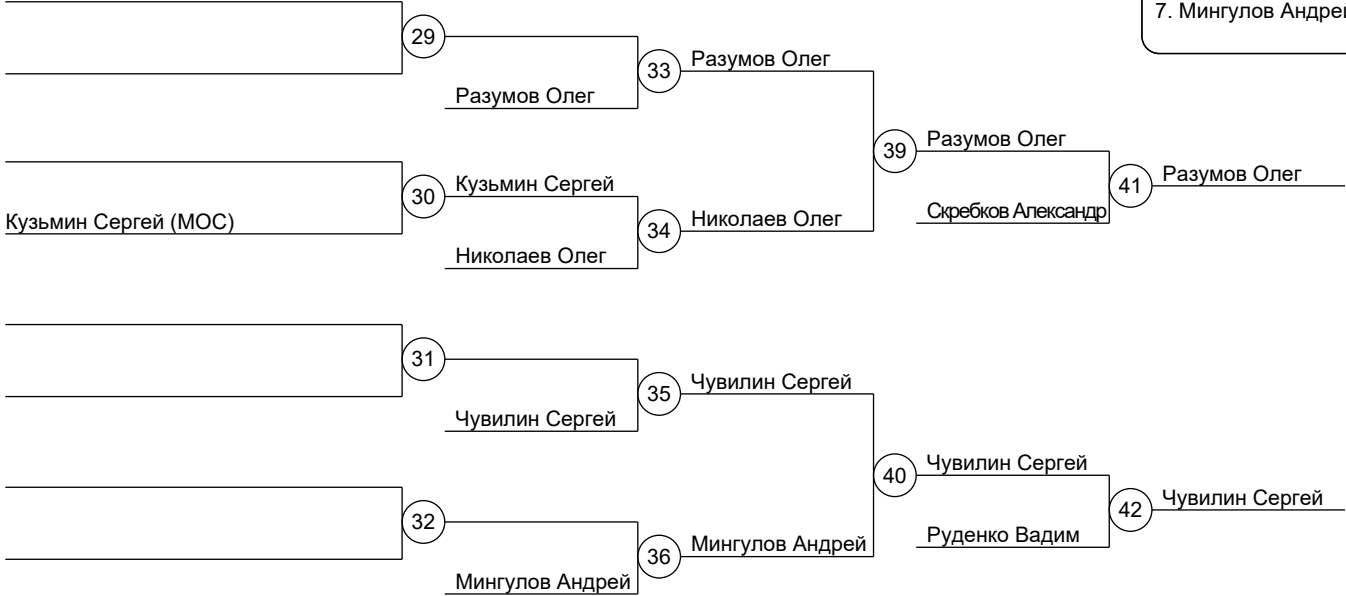 7. Мингулов Андрей
29
33
Разумов Олег
Разумов Олег
39
Разумов Олег
41
Разумов Олег
30
Кузьмин Сергей
Кузьмин Сергей (МОС)
34
Николаев Олег
Скребков Александр
Николаев Олег
31
35
Чувилин Сергей
Чувилин Сергей
40
Чувилин Сергей
42
Чувилин Сергей
32
36
Мингулов Андрей
Руденко Вадим
Мингулов Андрей